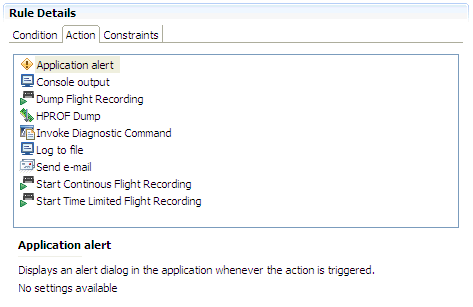 Rule Details
Condition Action Constraints
Application alert
Console output
Dump Flight Recording
HPROF Dump
Invoke Diagnostic Command
Log to file
Send e-mail
Start Continous Flight Recording
Start Time Limited Flight Recording
Application alert
Displays an alert dialog in the application whenever the action is triggered.
No settings available